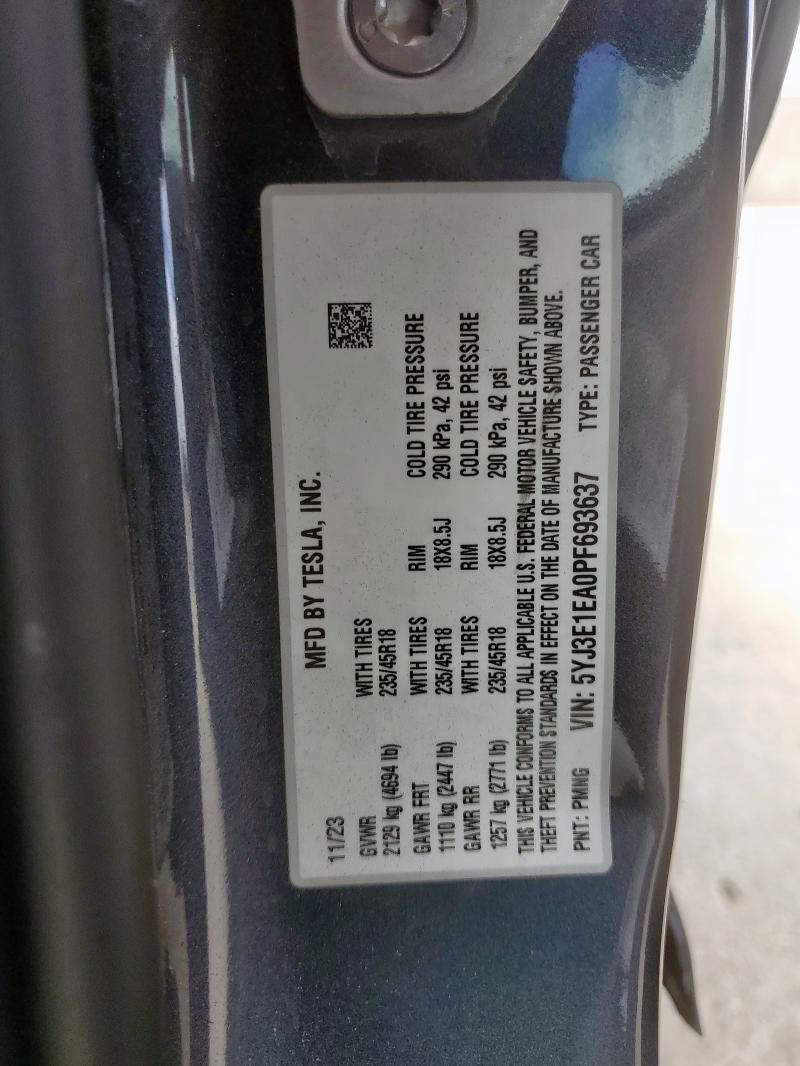 MFD BY TESLA, INC.
11/23
GVWR WITH TIRES
2129 kg (4694 lb) 235/45R18
GAWR FRT WITH TIRES RIM COLD TIRE PRESSURE
1110 kg (2447 lb) 235/45R18 18X8.5J 290 kPa, 42 psi
GAWR RR WITH TIRES RIM COLD TIRE PRESSURE
1257 kg (2771 lb) 235/45R18 18X8.5J 290 kPa, 42 psi
THIS VEHICLE CONFORMS TO ALL APPLICABLE U.S. FEDERAL MOTOR VEHICLE SAFETY, BUMPER, AND
THEFT PREVENTION STANDARDS IN EFFECT ON THE DATE OF MANUFACTURE SHOWN ABOVE.
PNT: PMNG VIN: 5YJ3E1EA0PF693637 TYPE: PASSENGER CAR